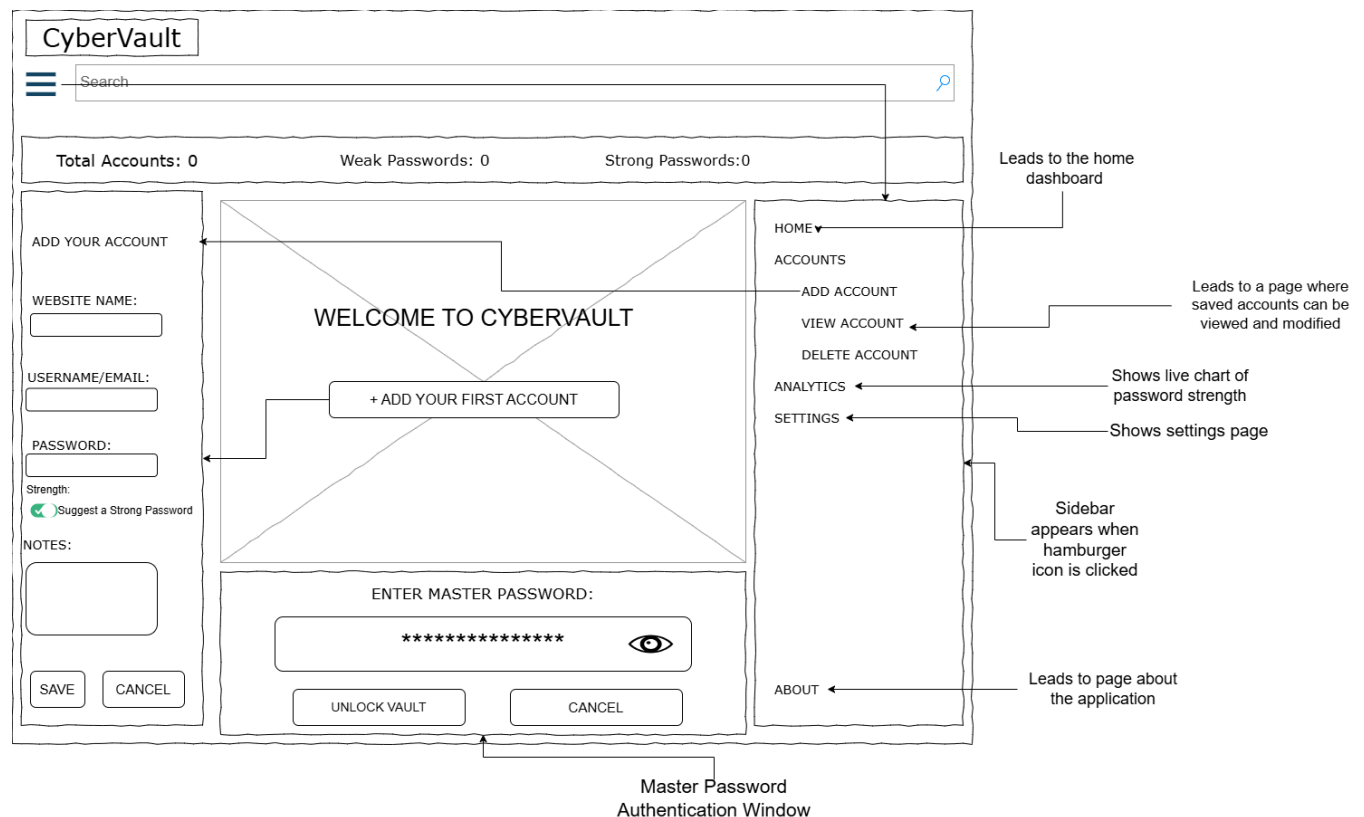 CyberVault
Search
Total Accounts: 0
Weak Passwords: 0
Strong Passwords:0
ADD YOUR ACCOUNT
WEBSITE NAME:
USERNAME/EMAIL:
PASSWORD:
Strength:
Suggest a Strong Password
NOTES:
SAVE
CANCEL
WELCOME TO CYBERVAULT
+ ADD YOUR FIRST ACCOUNT
ENTER MASTER PASSWORD:
***************
UNLOCK VAULT
CANCEL
HOME
ACCOUNTS
ADD ACCOUNT
VIEW ACCOUNT
DELETE ACCOUNT
ANALYTICS
SETTINGS
ABOUT
Leads to the home
dashboard
Leads to a page where
saved accounts can be
viewed and modified
Shows live chart of
password strength
Shows settings page
Sidebar
appears when
hamburger
icon is clicked
Leads to page about
the application
Master Password
Authentication Window